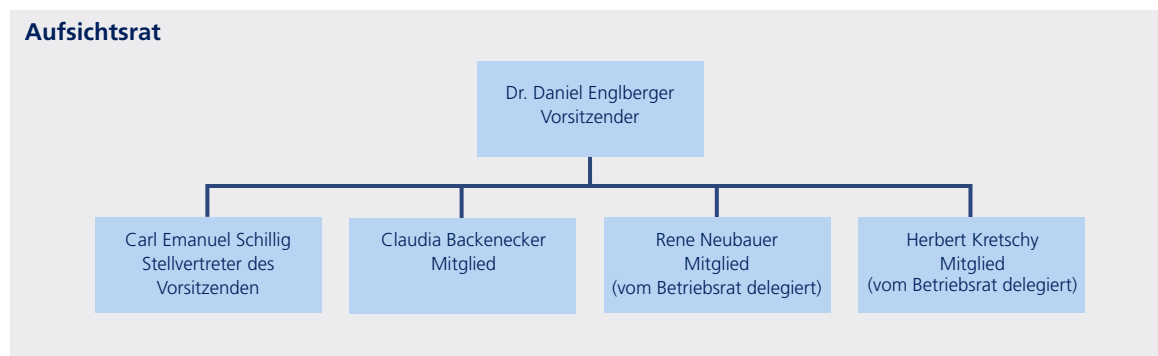 Aufsichtsrat
Dr. Daniel Englberger
Vorsitzender
Carl Emanuel Schillig
Stellvertreter des
Vorsitzenden
Claudia Backenecker
Mitglied
Rene Neubauer
Mitglied
(vom Betriebsrat delegiert)
Herbert Kretschy
Mitglied
(vom Betriebsrat delegiert)